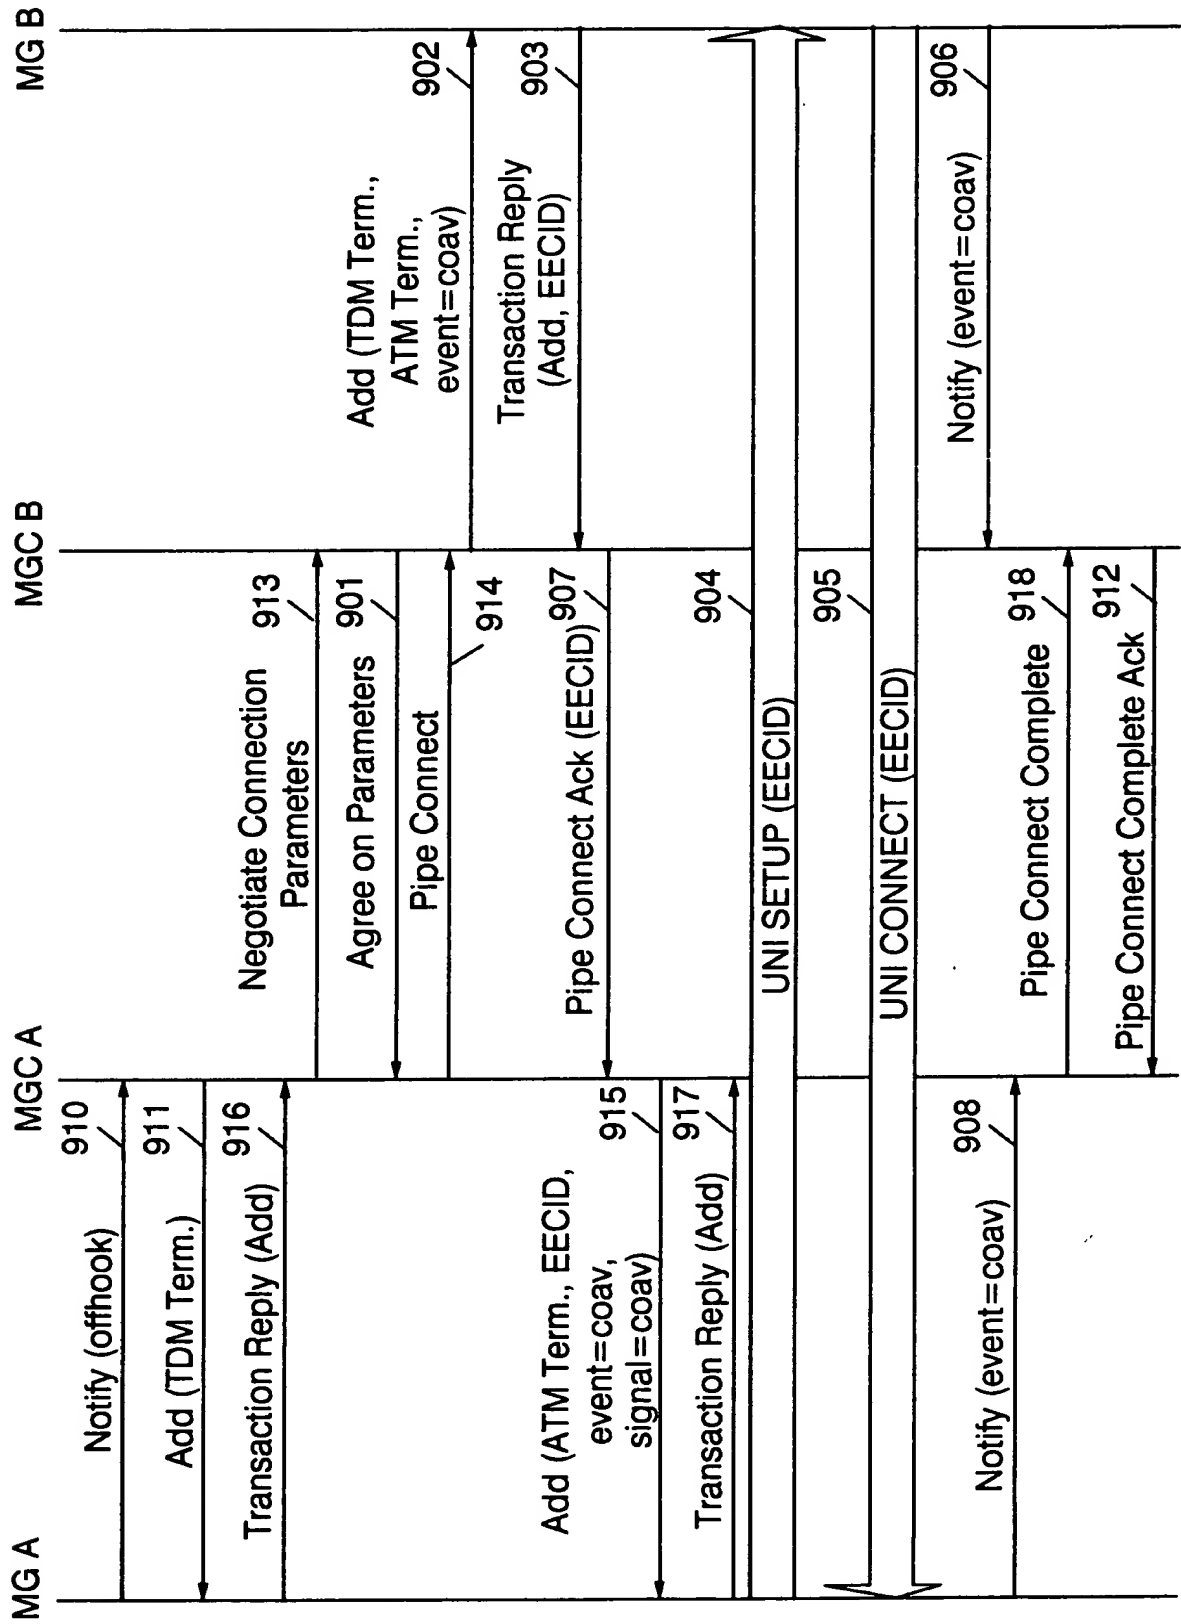 MG A
MGC A
MGC B
MG B
910
Notify (offhook)
911
Add (TDM Term.)
916
Transaction Reply (Add)
Negotiate Connection
Parameters
913
901
Agree on Parameters
Pipe Connect
914
Add (TDM Term.,
ATM Term.,
event=coav)
902
903
Transaction Reply
(Add, EECID)
907
Pipe Connect Ack (EECID)
915
Add (ATM Term., EECID,
event=coav,
signal=coav)
917
Transaction Reply (Add)
904
UNI SETUP (EECID)
905
UNI CONNECT (EECID)
906
Notify (event=coav)
908
Notify (event=coav)
918
Pipe Connect Complete
912
Pipe Connect Complete Ack